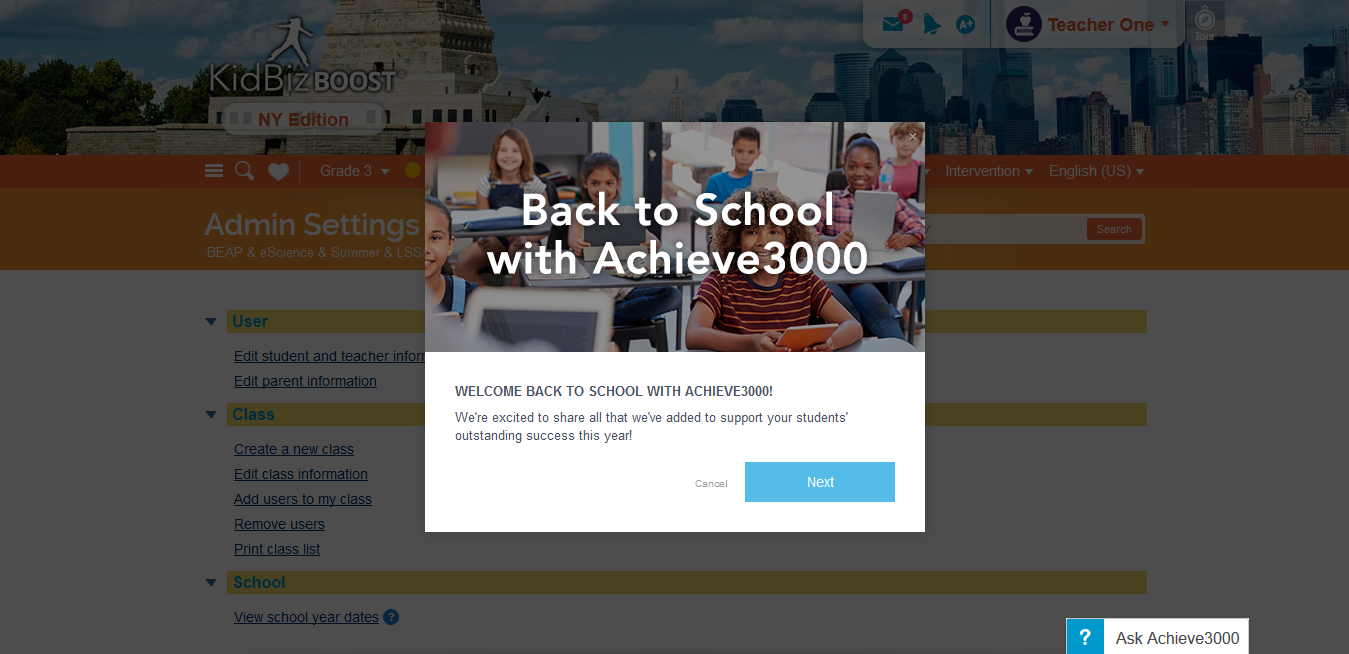 8
A+
Teacher One
Tour
KidBizBOOST®
NY Edition
Grade 3
Intervention
English (US)
Admin Settings
BEAP & eScience & Summer & LSS
Search
Back to School
with Achieve3000
User
Edit student and teacher infor
Edit parent information
WELCOME BACK TO SCHOOL WITH ACHIEVE3000!
We're excited to share all that we've added to support your students'
outstanding success this year!
Cancel
Next
Class
Create a new class
Edit class information
Add users to my class
Remove users
Print class list
School
View school year dates ?
? Ask Achieve3000